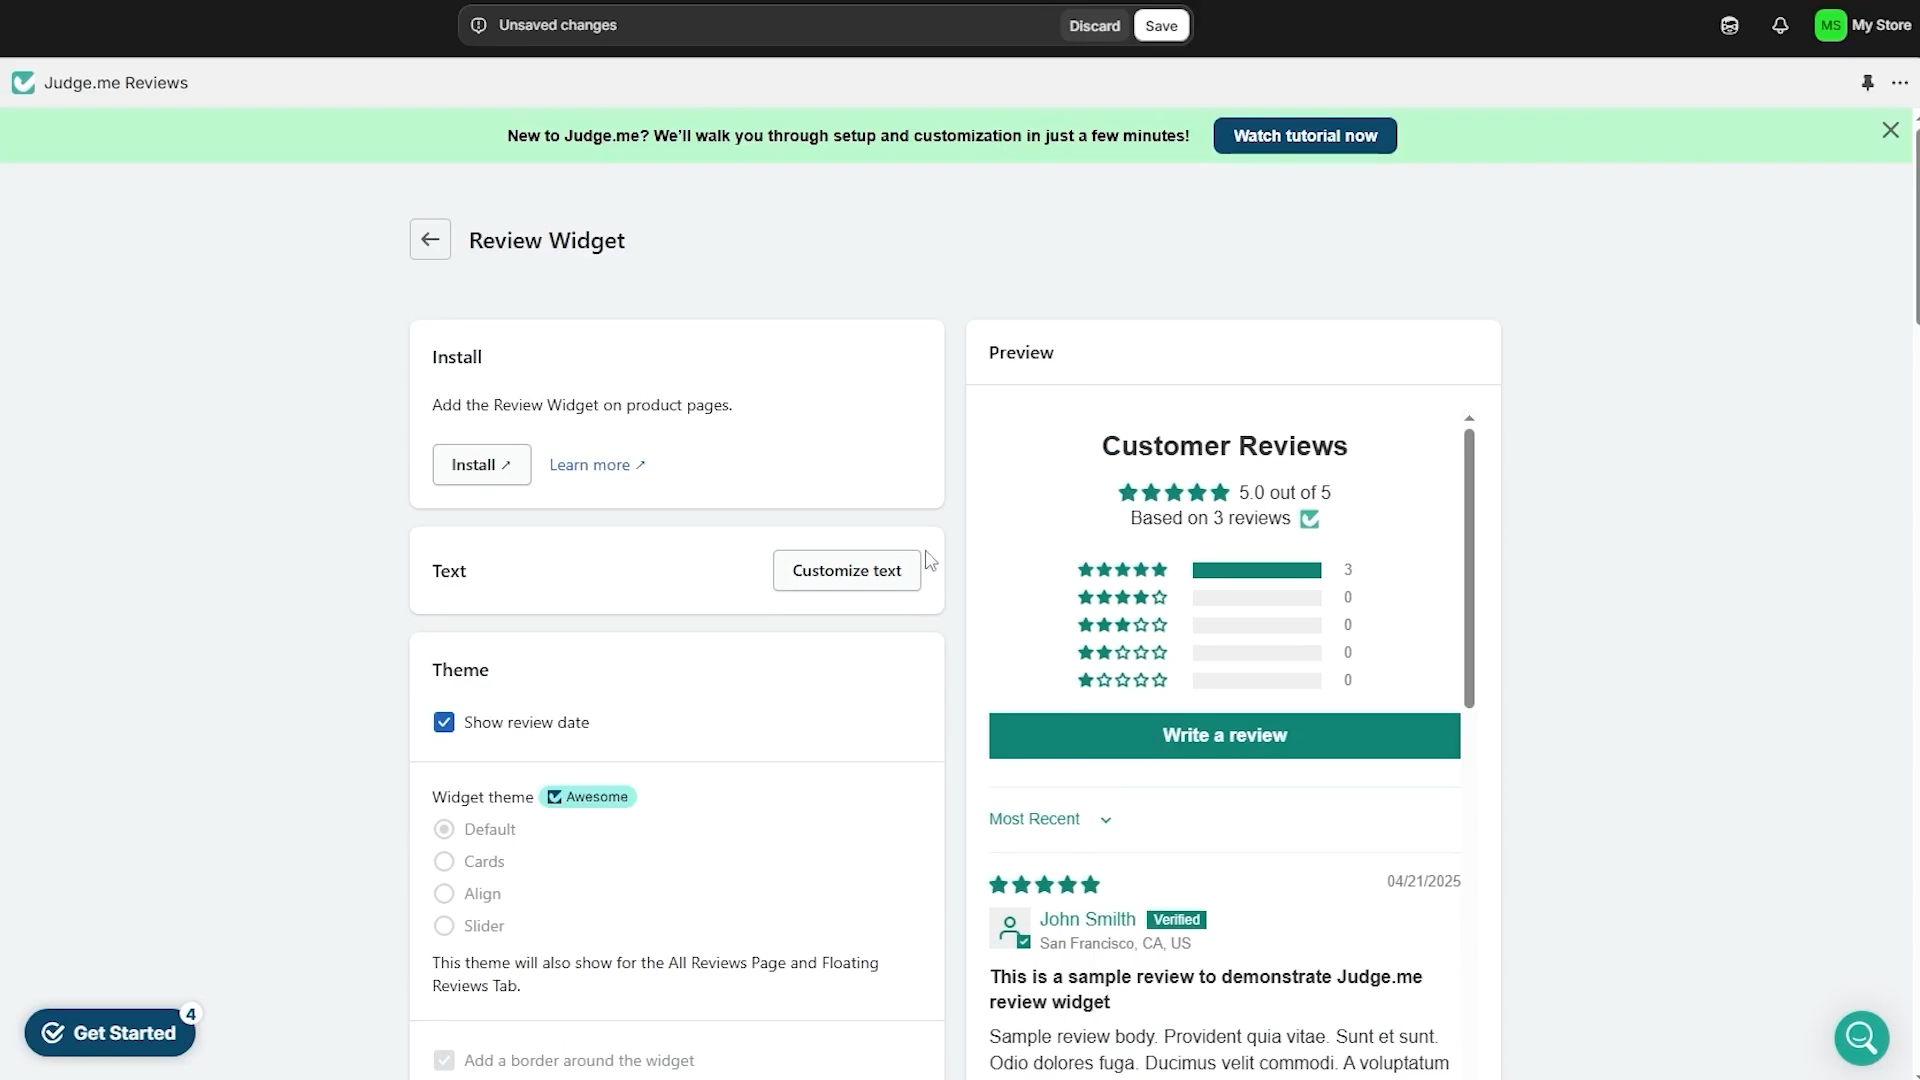 Unsaved changes
Discard
Save
MS
My Store
Judge.me Reviews
New to Judge.me? We'll walk you through setup and customization in just a few minutes!
Watch tutorial now
Review Widget
Install
Add the Review Widget on product pages.
Install ↗
Learn more ↗
Text
Customize text
Theme
Show review date
Widget theme
Awesome
Default
Cards
Align
Slider
This theme will also show for the All Reviews Page and Floating
Reviews Tab.
Add a border around the widget
Preview
Customer Reviews
5.0 out of 5
Based on 3 reviews
3
0
0
0
0
Write a review
Most Recent
04/21/2025
John Smilth
Verified
San Francisco, CA, US
This is a sample review to demonstrate Judge.me
review widget
Sample review body. Provident quia vitae. Sunt et sunt.
Odio dolores fuga. Ducimus velit commodi. A voluptatum
Get Started
4